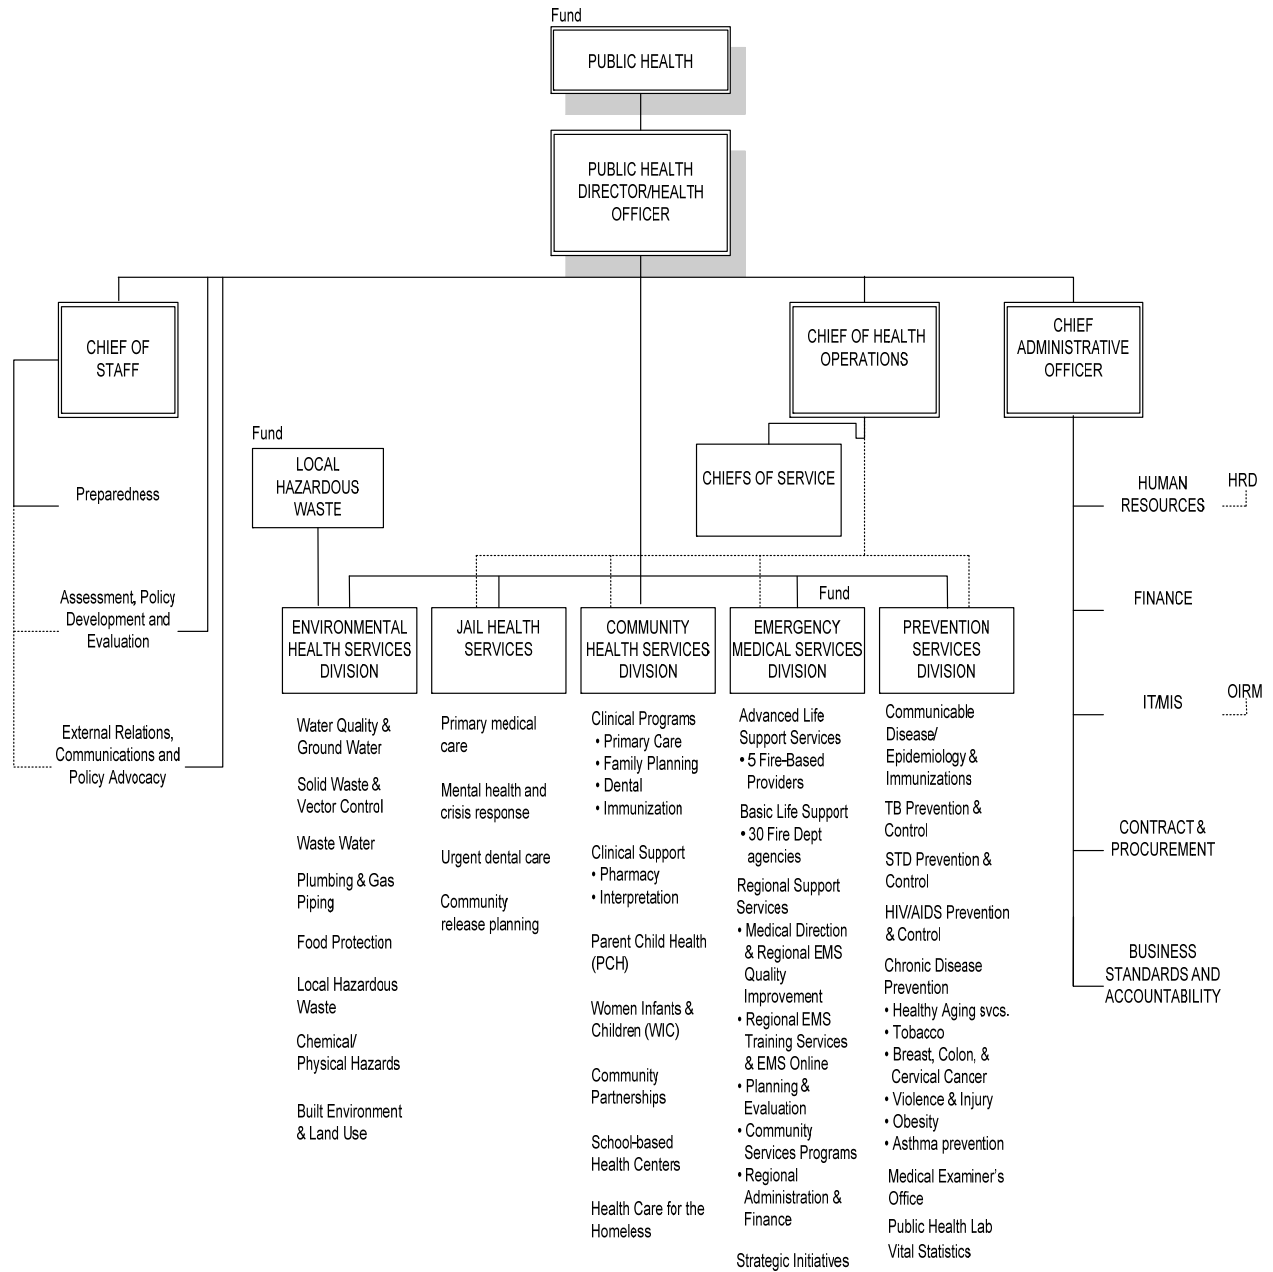 Fund
PUBLIC HEALTH
PUBLIC HEALTH
DIRECTOR/HEALTH
OFFICER
CHIEF OF
STAFF
CHIEF OF HEALTH
OPERATIONS
CHIEF
ADMINISTRATIVE
OFFICER
Preparedness
Assessment, Policy
Development and
Evaluation
External Relations,
Communications and
Policy Advocacy
Fund
LOCAL
HAZARDOUS
WASTE
CHIEFS OF SERVICE
HUMAN
RESOURCES
HRD
FINANCE
IT/MIS
OIRM
CONTRACT &
PROCUREMENT
BUSINESS
STANDARDS AND
ACCOUNTABILITY
ENVIRONMENTAL
HEALTH SERVICES
DIVISION
Water Quality &
Ground Water
Solid Waste &
Vector Control
Waste Water
Plumbing & Gas
Piping
Food Protection
Local Hazardous
Waste
Chemical/
Physical Hazards
Built Environment
& Land Use
JAIL HEALTH
SERVICES
Primary medical
care
Mental health and
crisis response
Urgent dental care
Community
release planning
COMMUNITY
HEALTH SERVICES
DIVISION
Clinical Programs
• Primary Care
• Family Planning
• Dental
• Immunization
Clinical Support
• Pharmacy
• Interpretation
Parent Child Health
(PCH)
Women Infants &
Children (WIC)
Community
Partnerships
School-based
Health Centers
Health Care for the
Homeless
Fund
EMERGENCY
MEDICAL SERVICES
DIVISION
Advanced Life
Support Services
• 5 Fire-Based
Providers
Basic Life Support
• 30 Fire Dept
agencies
Regional Support
Services
• Medical Direction
& Regional EMS
Quality
Improvement
• Regional EMS
Training Services
& EMS Online
• Planning &
Evaluation
• Community
Services Programs
• Regional
Administration &
Finance
Strategic Initiatives
PREVENTION
SERVICES
DIVISION
Communicable
Disease/
Epidemiology &
Immunizations
TB Prevention &
Control
STD Prevention &
Control
HIV/AIDS Prevention
& Control
Chronic Disease
Prevention
• Healthy Aging svcs.
• Tobacco
• Breast, Colon, &
Cervical Cancer
• Violence & Injury
• Obesity
• Asthma prevention
Medical Examiner's
Office
Public Health Lab
Vital Statistics